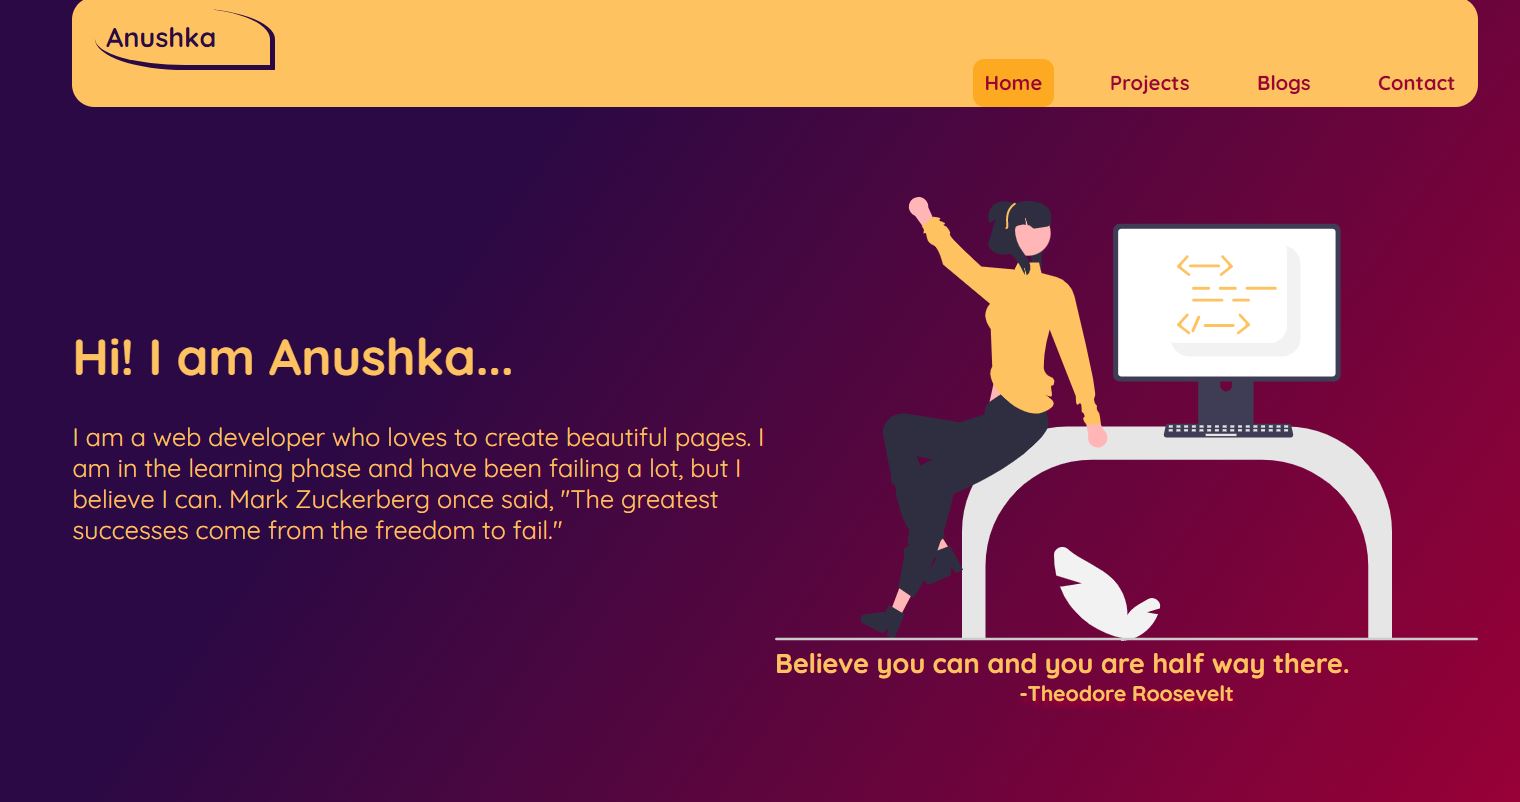 Anushka
Home Projects Blogs Contact
Hi! I am Anushka...
I am a web developer who loves to create beautiful pages. I
am in the learning phase and have been failing a lot, but I
believe I can. Mark Zuckerberg once said, "The greatest
successes come from the freedom to fail."
Believe you can and you are half way there.
-Theodore Roosevelt